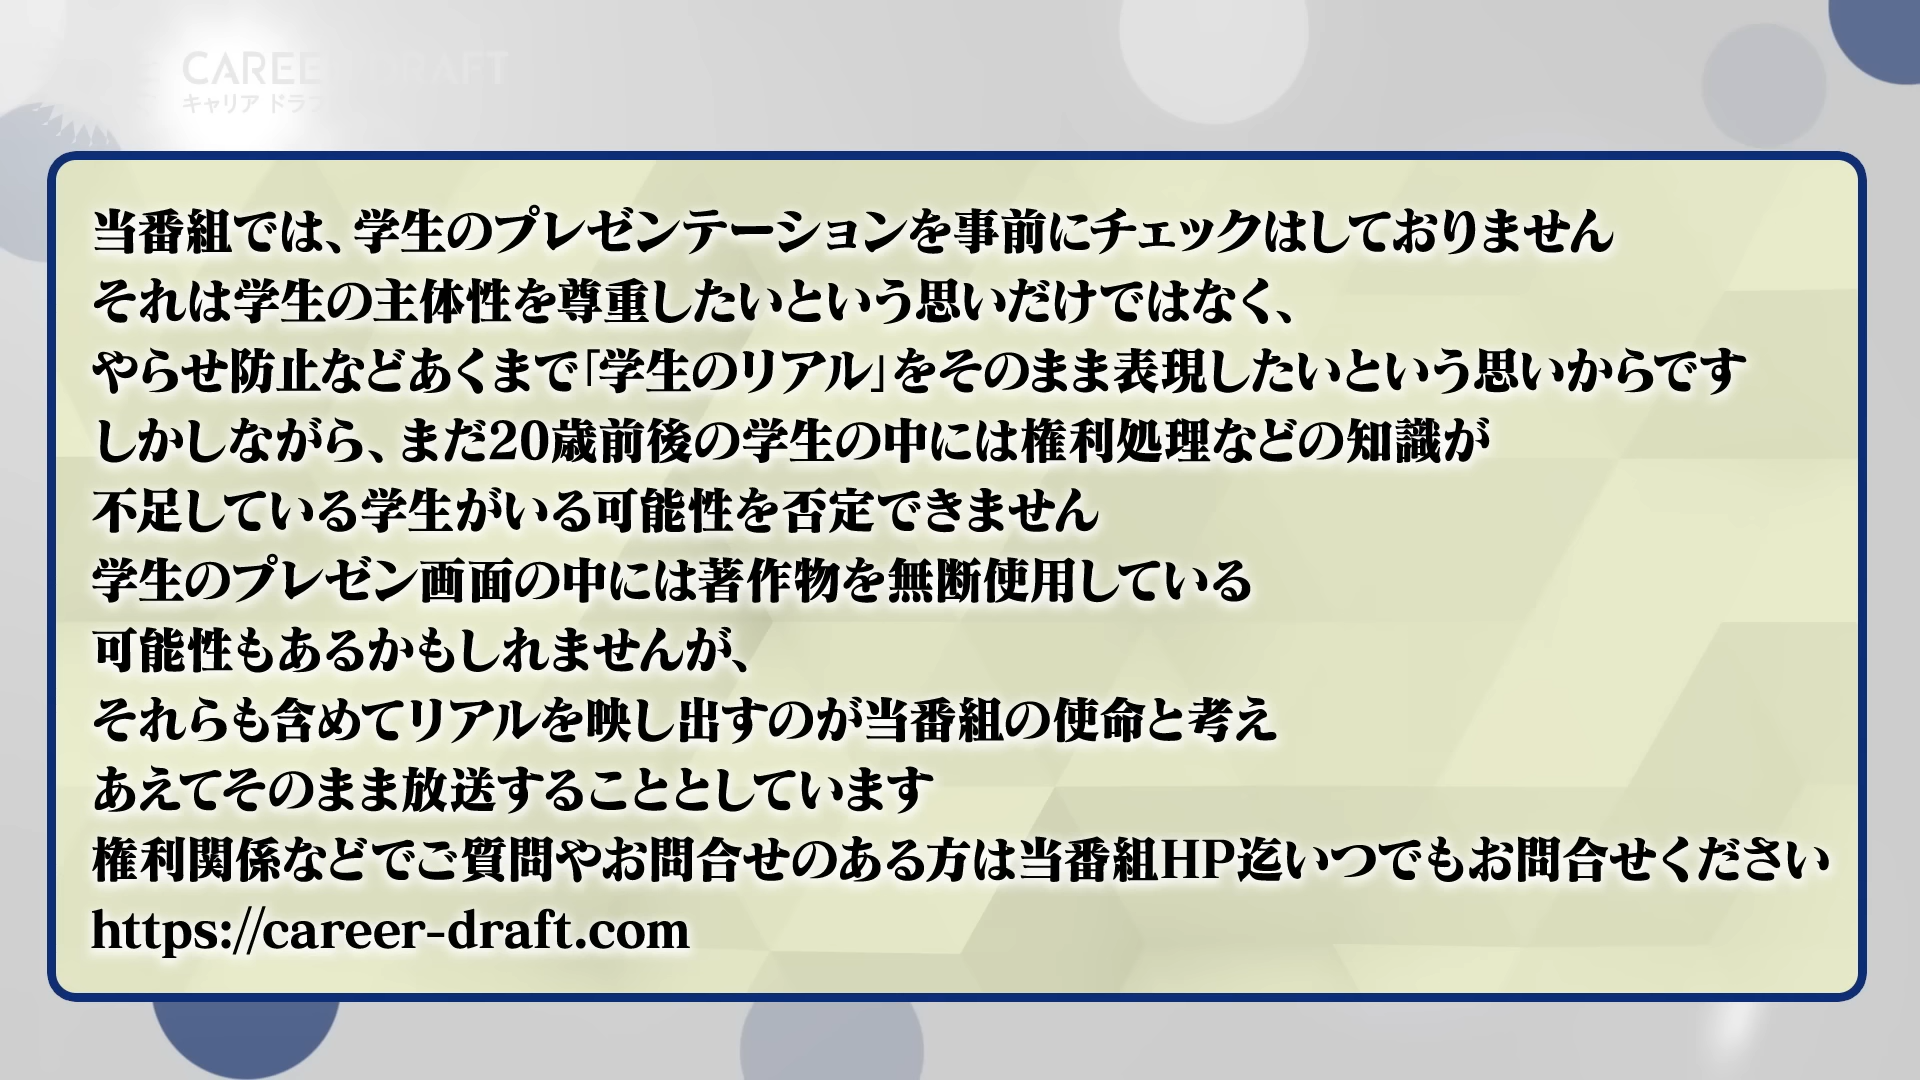 CAREER DRAFT
キャリア ドラフ
当番組では、学生のプレゼンテーションを事前にチェックはしておりません
それは学生の主体性を尊重したいという思いだけではなく、
やらせ防止などあくまで「学生のリアル」をそのまま表現したいという思いからです
しかしながら、まだ20歳前後の学生の中には権利処理などの知識が
不足している学生がいる可能性を否定できません
学生のプレゼン画面の中には著作物を無断使用している
可能性もあるかもしれませんが、
それらも含めてリアルを映し出すのが当番組の使命と考え
あえてそのまま放送することとしています
権利関係などでご質問やお問合せのある方は当番組HP迄いつでもお問合せください
https://career-draft.com